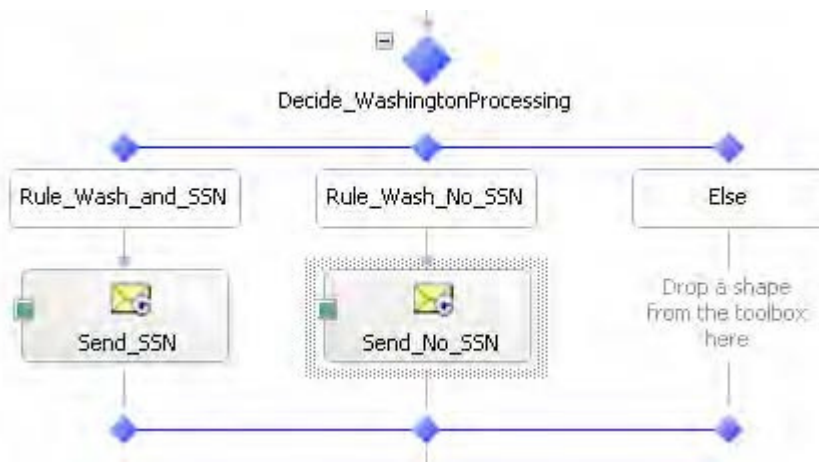 Decide_WashingtonProcessing
Rule_Wash_and_SSN
Rule_Wash_No_SSN
Else
Send_SSN
Send_No_SSN
Drop a shape
from the toolbox
here